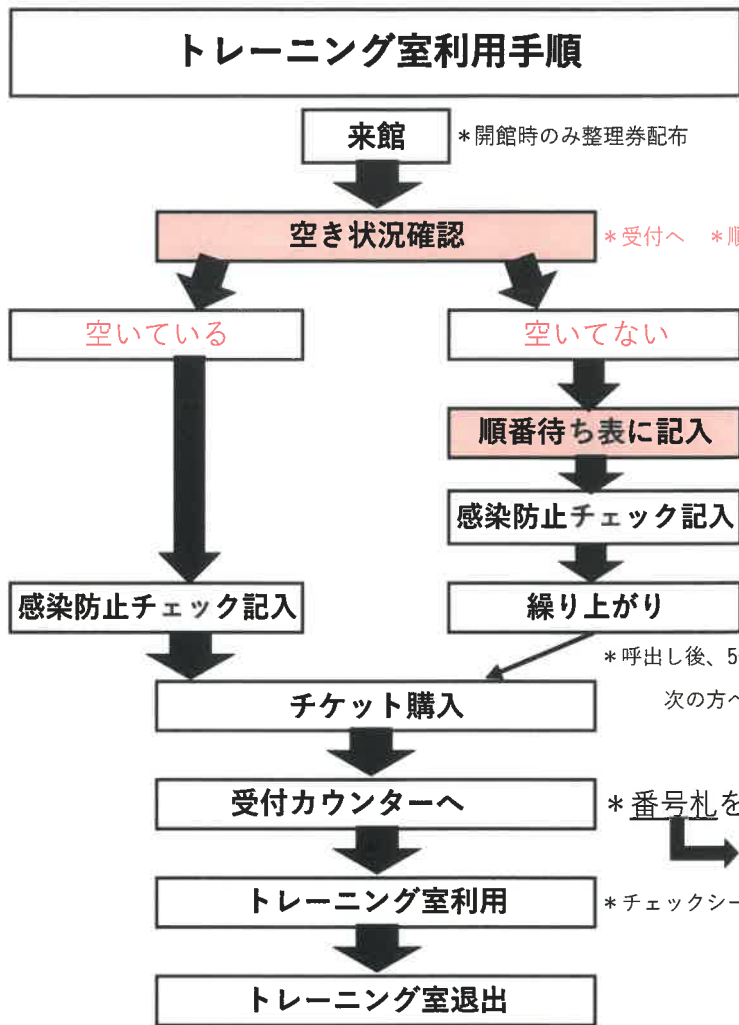 トレーニング室利用手順
来館 *開館時のみ整理券配布
空き状況確認 *受付へ *順
空いている 空いてない
順番待ち表に記入
感染防止チェック記入
感染防止チェック記入 繰り上がり
*呼出し後、5
チケット購入 次の方へ
受付カウンターへ *番号札を
トレーニング室利用 *チェックシー
トレーニング室退出